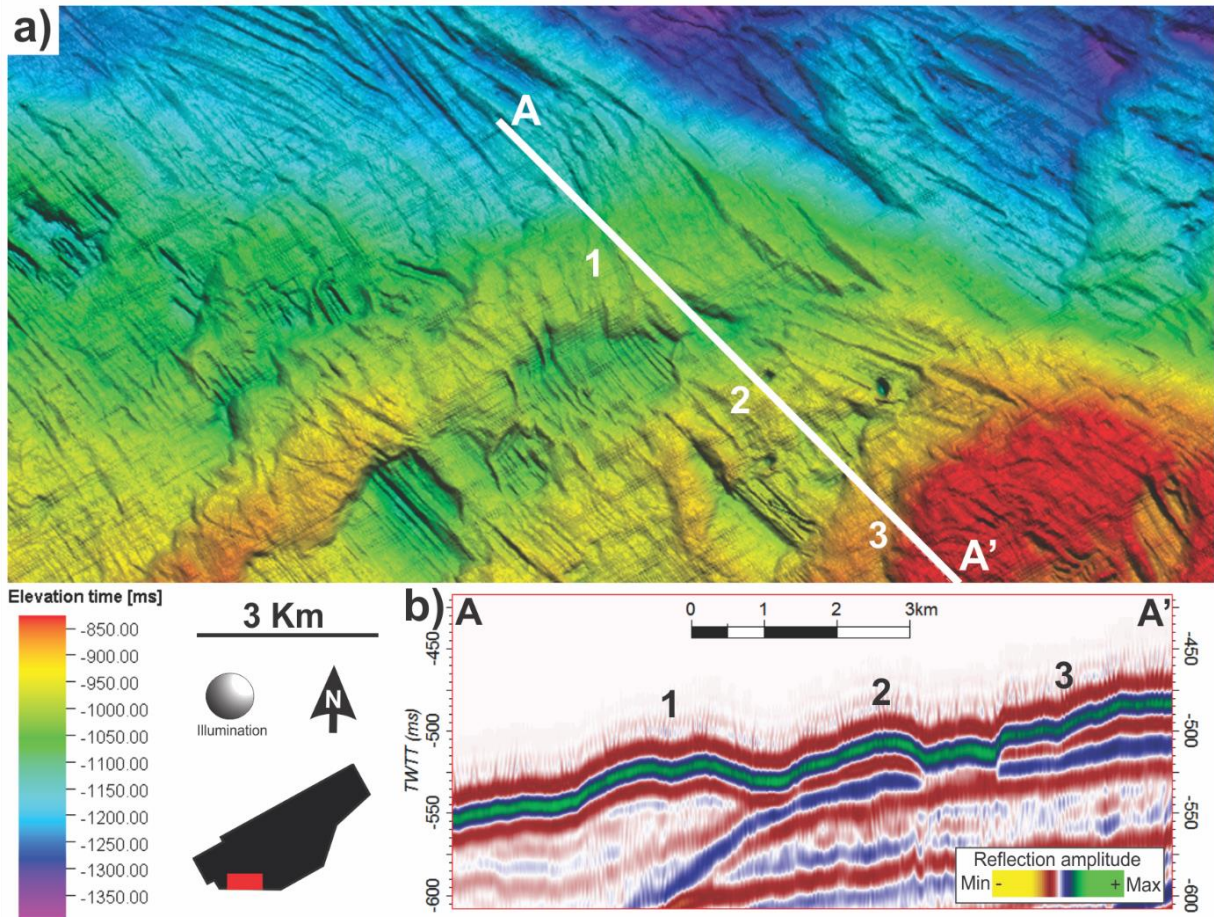 a)
A
1
2
3
A'
Elevation time [ms]
-850.00
-900.00
-950.00
-1000.00
-1050.00
-1100.00
-1150.00
-1200.00
-1250.00
-1300.00
-1350.00
3 Km
Illumination
N
b)
A
A'
0 1 2 3km
-450
-500
-550
-600
TWTT (ms)
1
2
3
-450
-500
-550
-600
Reflection amplitude
Min - + Max